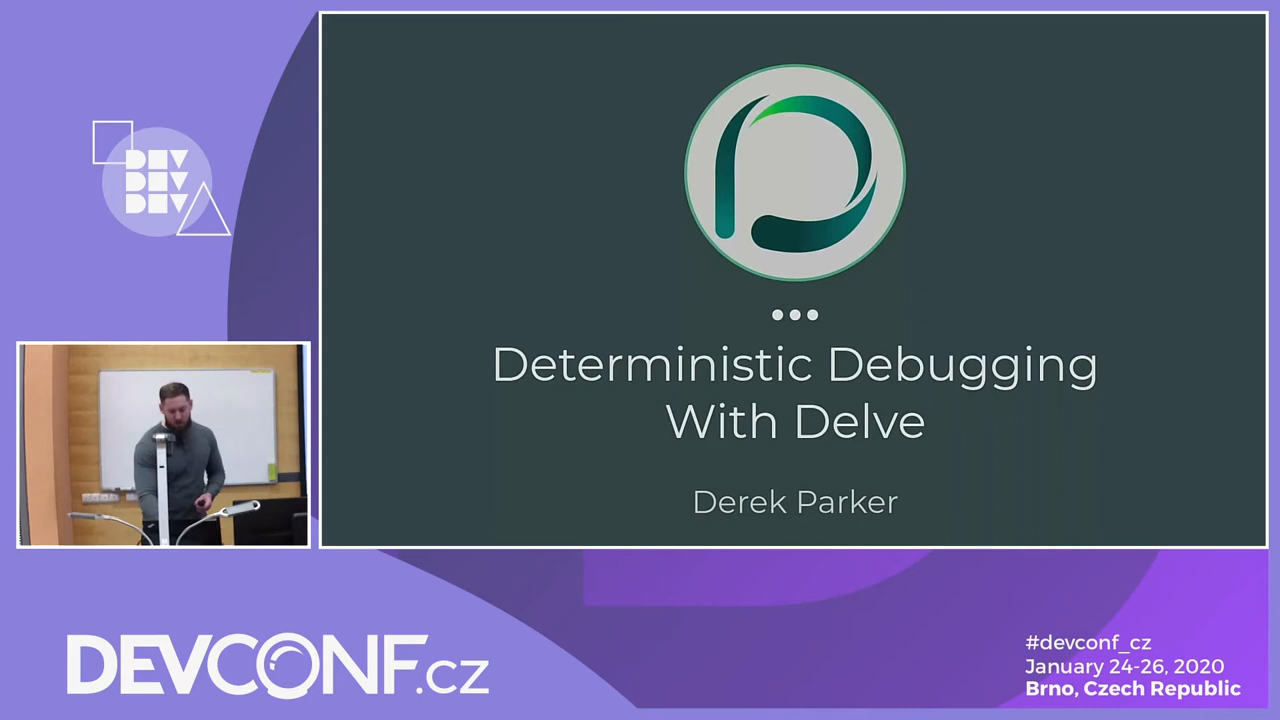 DEV
DEV
DEV
Deterministic Debugging
With Delve
Derek Parker
DEVCONF.cz
#devconf_cz
January 24-26, 2020
Brno, Czech Republic